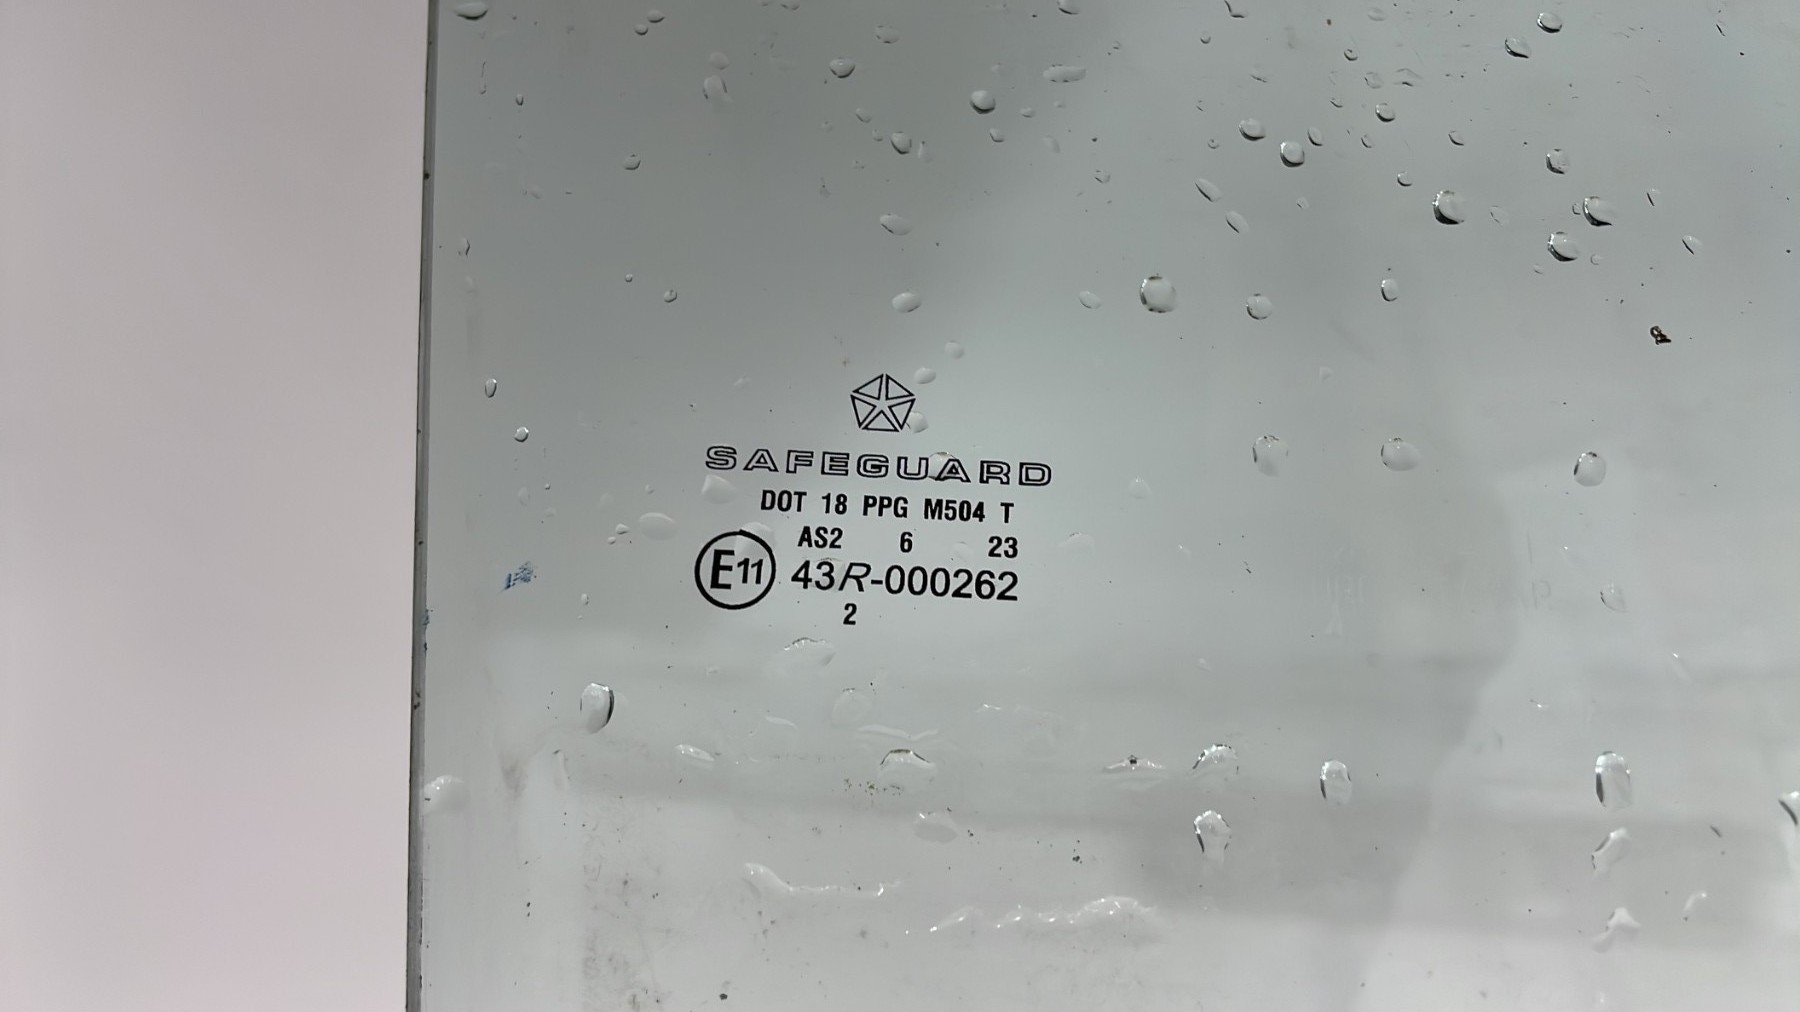 SAFEGUARD
DOT 18 PPG M504 T
AS2 6 23
E11 43R-000262
2